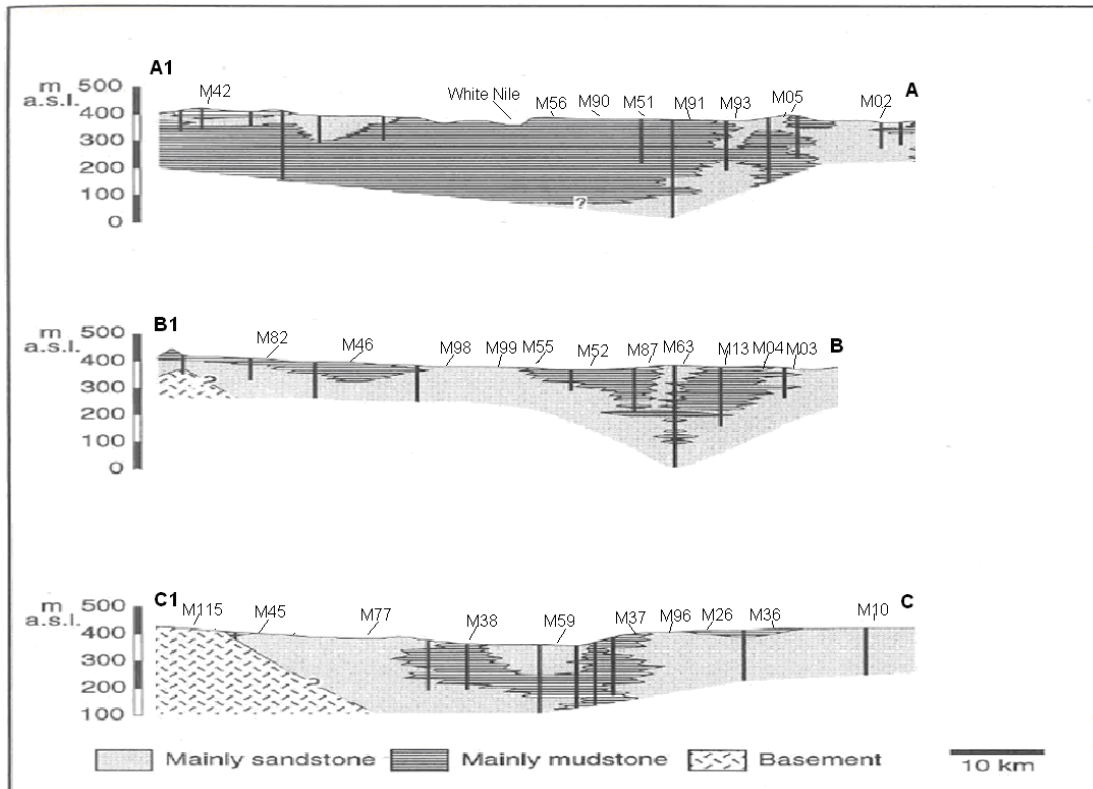 A1
A
m 500
a.s.l. 400
300
200
100
0
M42
White Nile
M56
M90
M51
M91
M93
M05
M02
?
B1
B
m 500
a.s.l. 400
300
200
100
0
M82
M46
M98
M99
M55
M52
M87
M63
M13
M04
M03
?
C1
C
m 500
a.s.l. 400
300
200
100
M115
M45
M77
M38
M59
M37
M96
M26
M36
M10
?
Mainly sandstone
Mainly mudstone
Basement
10 km